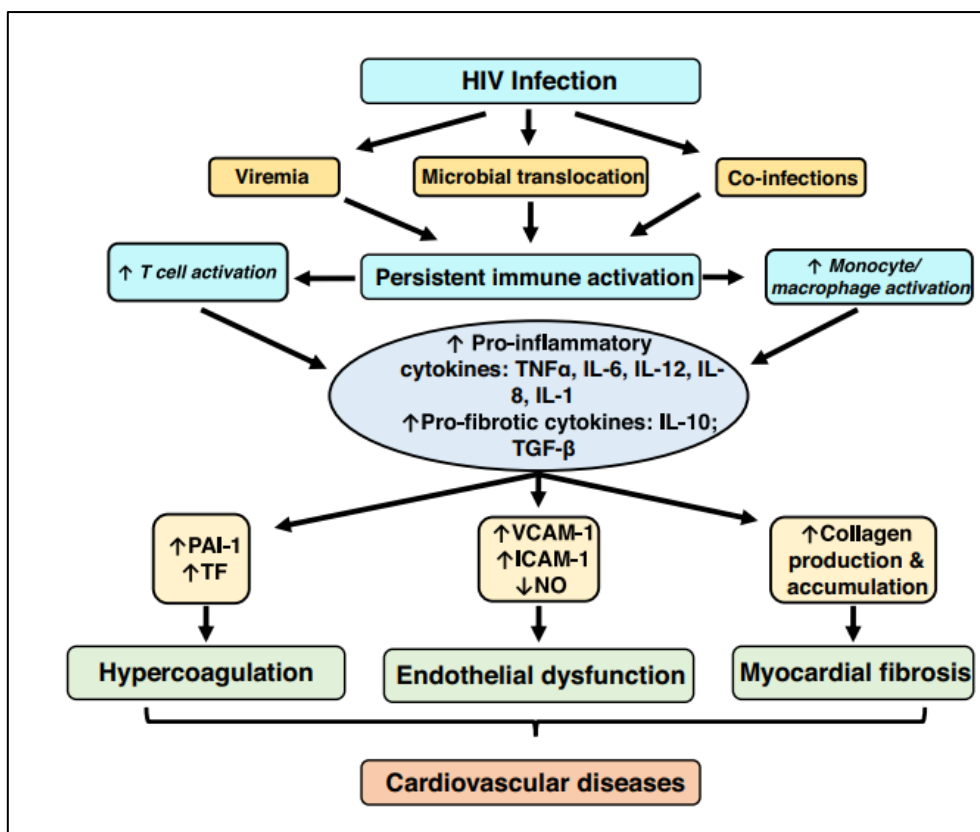 HIV Infection
Viremia
Microbial translocation
Co-infections
↑ T cell activation
Persistent immune activation
↑ Monocyte/
macrophage activation
↑ Pro-inflammatory
cytokines: TNFα, IL-6, IL-12, IL-
8, IL-1
↑Pro-fibrotic cytokines: IL-10;
TGF-β
↑PAI-1
↑TF
↑VCAM-1
↑ICAM-1
↓NO
↑Collagen
production &
accumulation
Hypercoagulation
Endothelial dysfunction
Myocardial fibrosis
Cardiovascular diseases